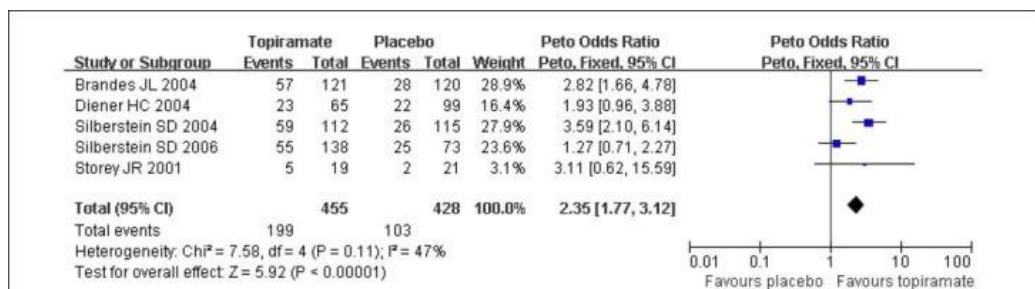 Topiramate Placebo Peto Odds Ratio Peto Odds Ratio
Study or Subgroup Events Total Events Total Weight Peto, Fixed, 95% CI Peto, Fixed, 95% CI
Brandes JL 2004 57 121 28 120 28.9% 2.82 [1.66, 4.78]
Diener HC 2004 23 65 22 99 16.4% 1.93 [0.96, 3.88]
Silberstein SD 2004 59 112 26 115 27.9% 3.59 [2.10, 6.14]
Silberstein SD 2006 55 138 25 73 23.6% 1.27 [0.71, 2.27]
Storey JR 2001 5 19 2 21 3.1% 3.11 [0.62, 15.59]
Total (95% CI) 455 428 100.0% 2.35 [1.77, 3.12]
Total events 199 103
Heterogeneity: Chi² = 7.58, df = 4 (P = 0.11); I² = 47%
Test for overall effect: Z = 5.92 (P < 0.00001)
0.01 0.1 1 10 100
Favours placebo Favours topiramate